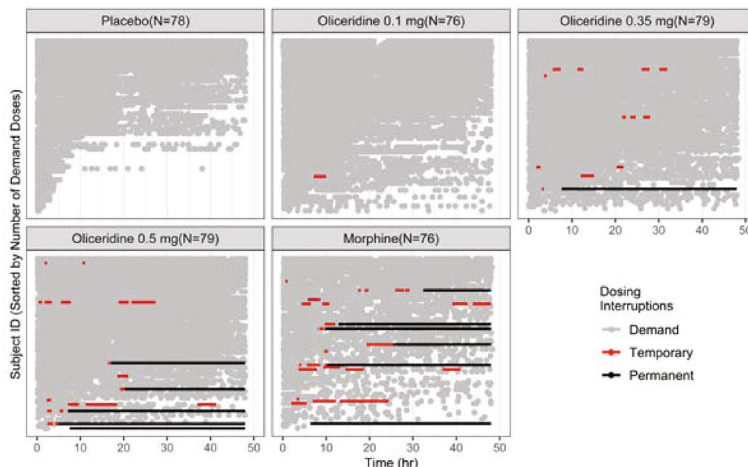 Placebo(N=78)
Oliceridine 0.1 mg(N=76)
Oliceridine 0.35 mg(N=79)
0 10 20 30 40 50
Oliceridine 0.5 mg(N=79)
Morphine(N=76)
0 10 20 30 40 50
0 10 20 30 40 50
Subject ID (Sorted by Number of Demand Doses)
Time (hr)
Dosing
Interruptions
Demand
Temporary
Permanent